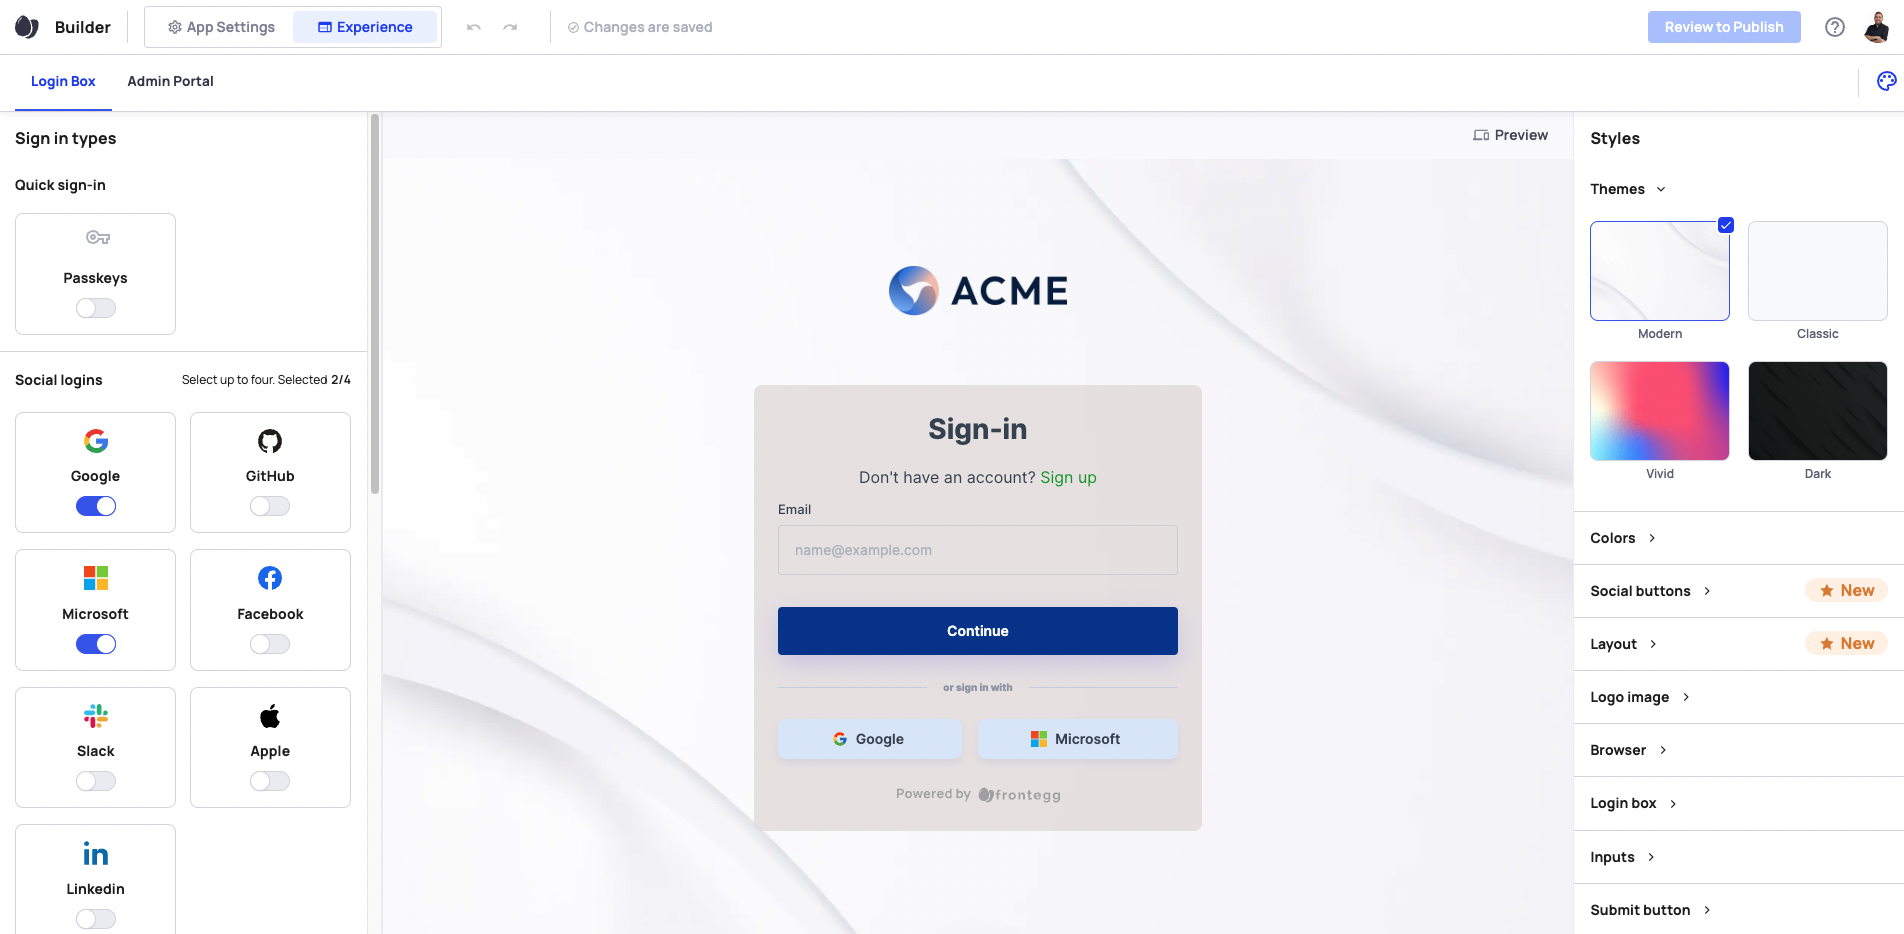 Builder
App Settings
Experience
Changes are saved
Review to Publish
Login Box
Admin Portal
Sign in types
Quick sign-in
Passkeys
Social logins
Select up to four. Selected 2/4
Google
GitHub
Microsoft
Facebook
Slack
Apple
Linkedin
Preview
ACME
Sign-in
Don't have an account? Sign up
Email
name@example.com
Continue
or sign in with
Google
Microsoft
Powered by frontegg
Styles
Themes
Modern
Classic
Vivid
Dark
Colors
Social buttons
New
Layout
New
Logo image
Browser
Login box
Inputs
Submit button